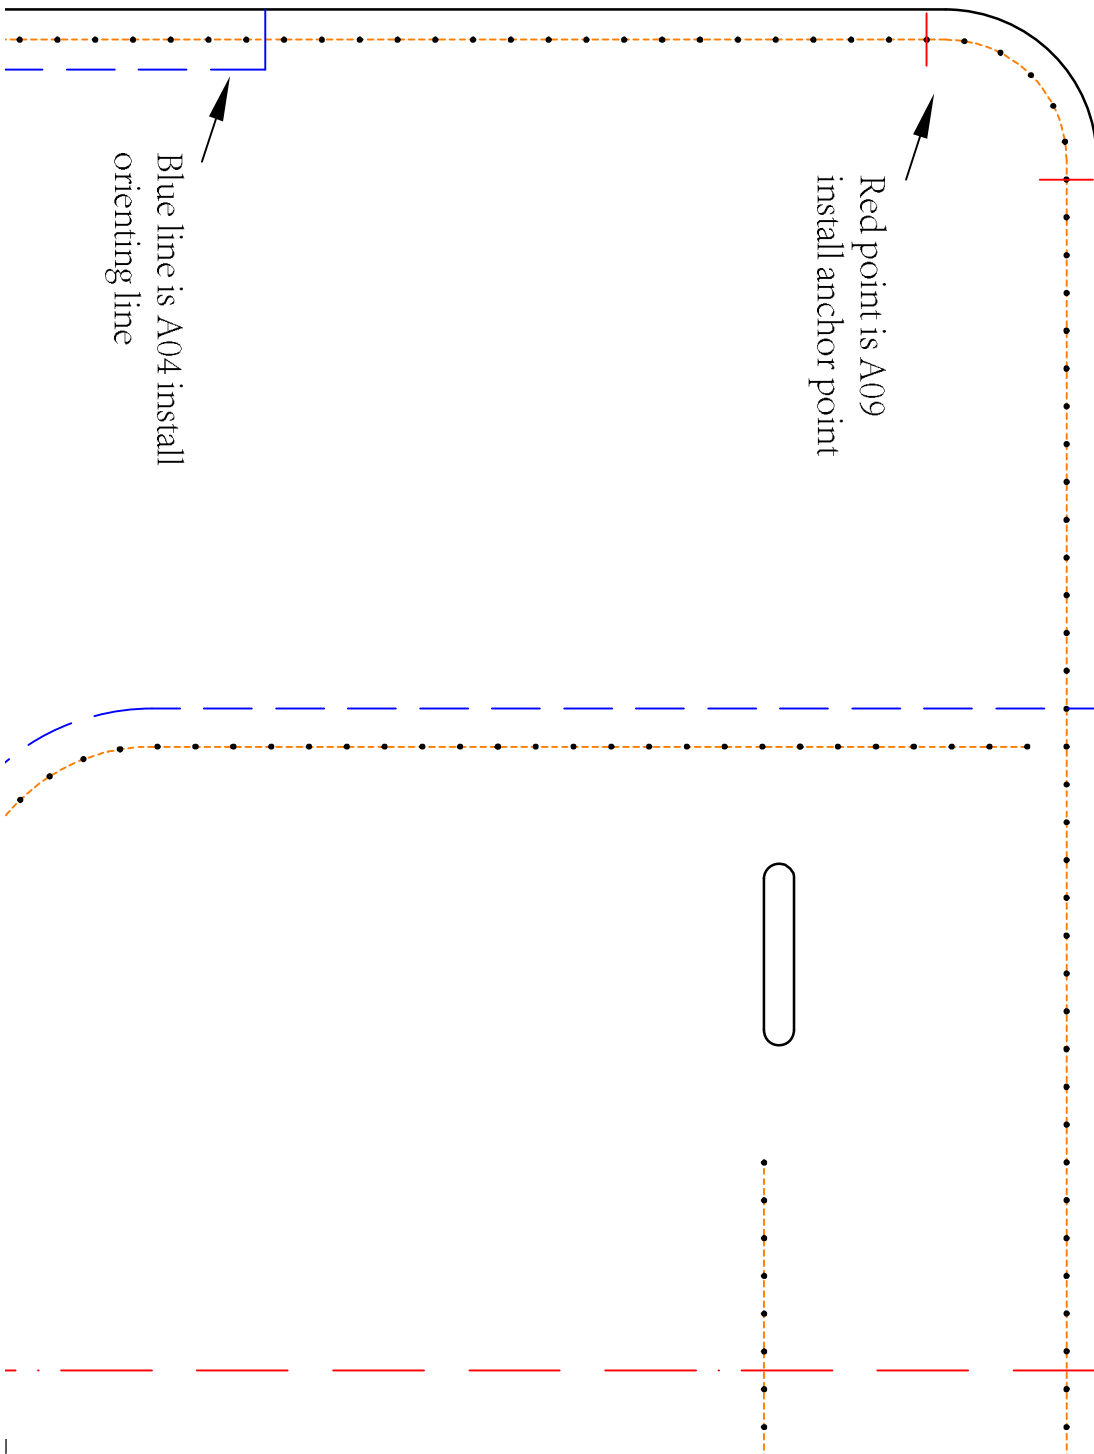 Red point is A09
install anchor point
Blue line is A04 install
orienting line